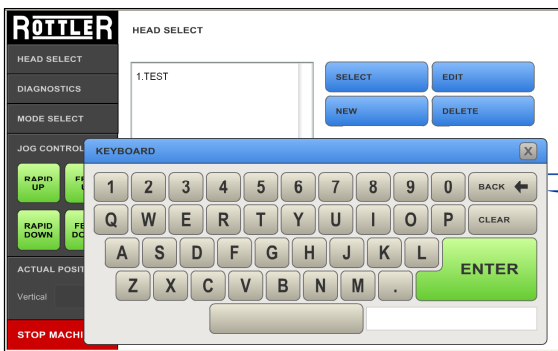 ROTTLER
HEAD SELECT
HEAD SELECT
DIAGNOSTICS
MODE SELECT
JOG CONTROL
RAPID UP
RAPID DOWN
ACTUAL POSIT
Vertical
STOP MACHI
1.TEST
SELECT
EDIT
NEW
DELETE
KEYBOARD
X
1 2 3 4 5 6 7 8 9 0 BACK
Q W E R T Y U I O P CLEAR
A S D F G H J K L
ENTER
Z X C V B N M .